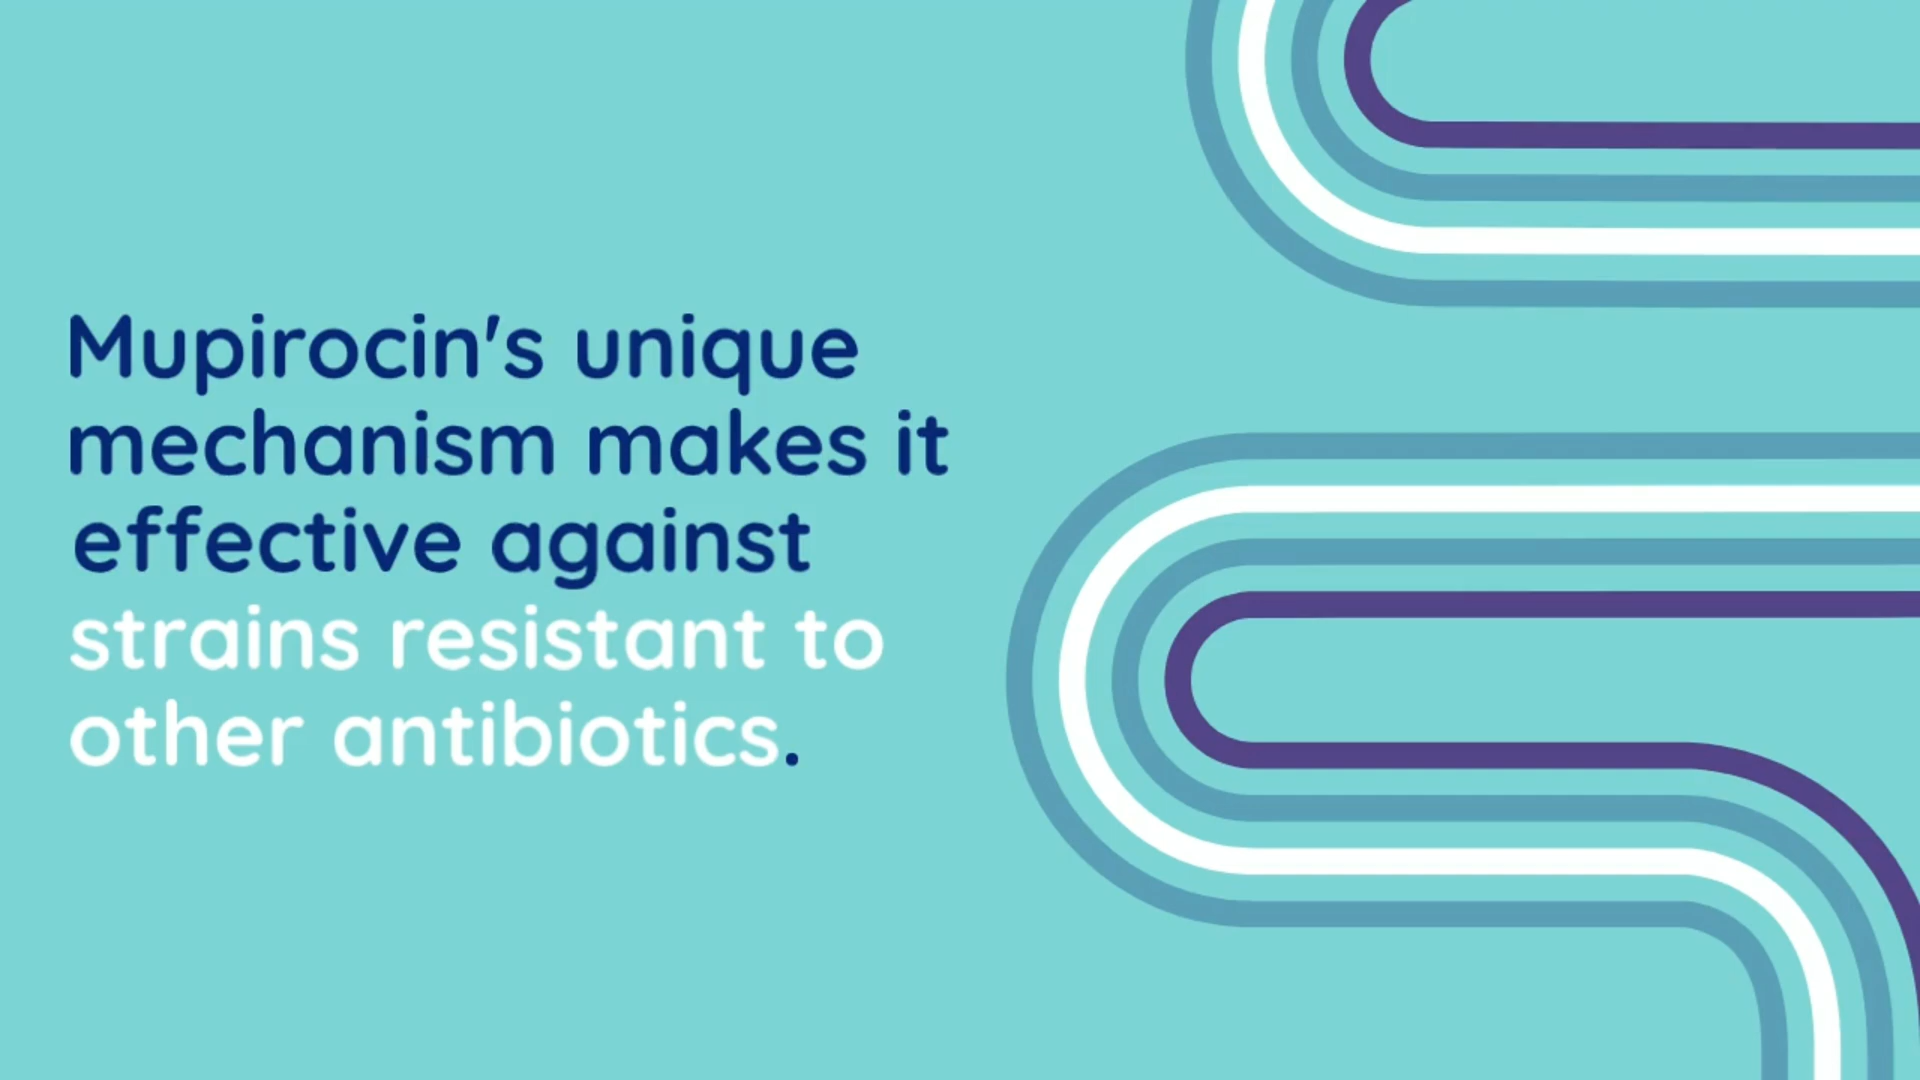 Mupirocin's unique
mechanism makes it
effective against
strains resistant to
other antibiotics.